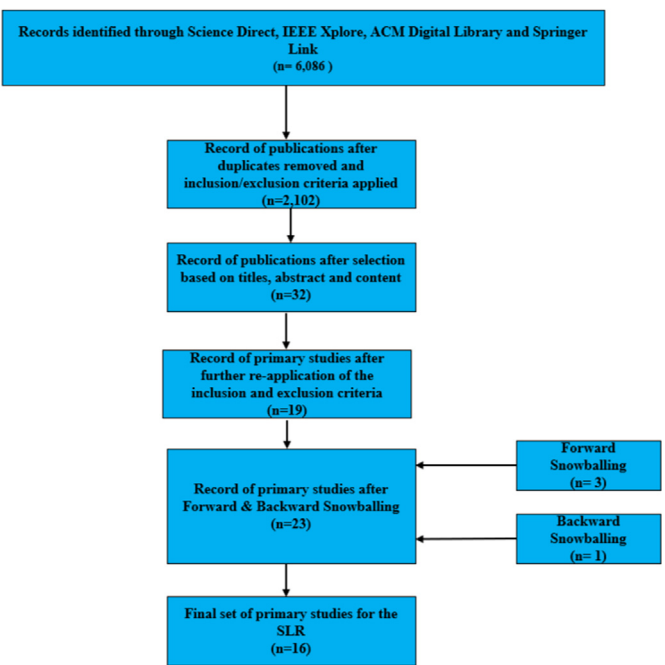 Records identified through Science Direct, IEEE Xplore, ACM Digital Library and Springer
Link
(n= 6,086 )
Record of publications after
duplicates removed and
inclusion/exclusion criteria applied
(n=2,102)
Record of publications after selection
based on titles, abstract and content
(n=32)
Record of primary studies after
further re-application of the
inclusion and exclusion criteria
(n=19)
Forward
Snowballing
(n= 3)
Record of primary studies after
Forward & Backward Snowballing
(n=23)
Backward
Snowballing
(n= 1)
Final set of primary studies for the
SLR
(n=16)